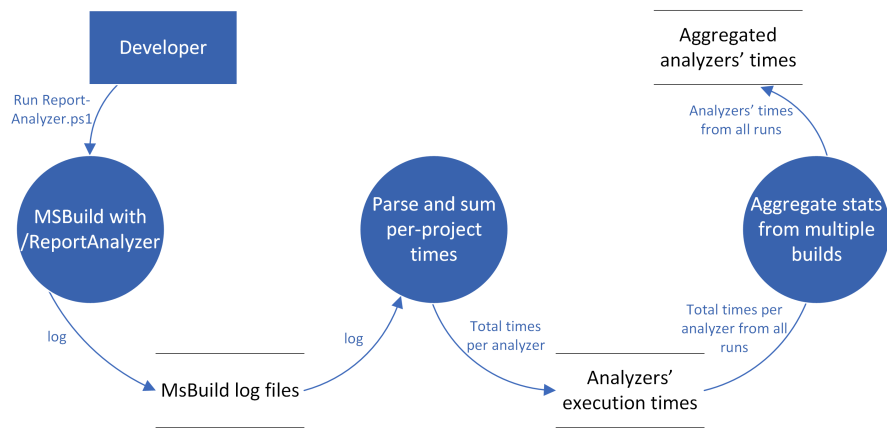 Developer
Run Report-
Analyzer.ps1
MSBuild with
/ReportAnalyzer
log
MsBuild log files
log
Parse and sum
per-project
times
Total times
per analyzer
Analyzers’
execution times
Total times per
analyzer from all
runs
Aggregate stats
from multiple
builds
Analyzers’ times
from all runs
Aggregated
analyzers’ times